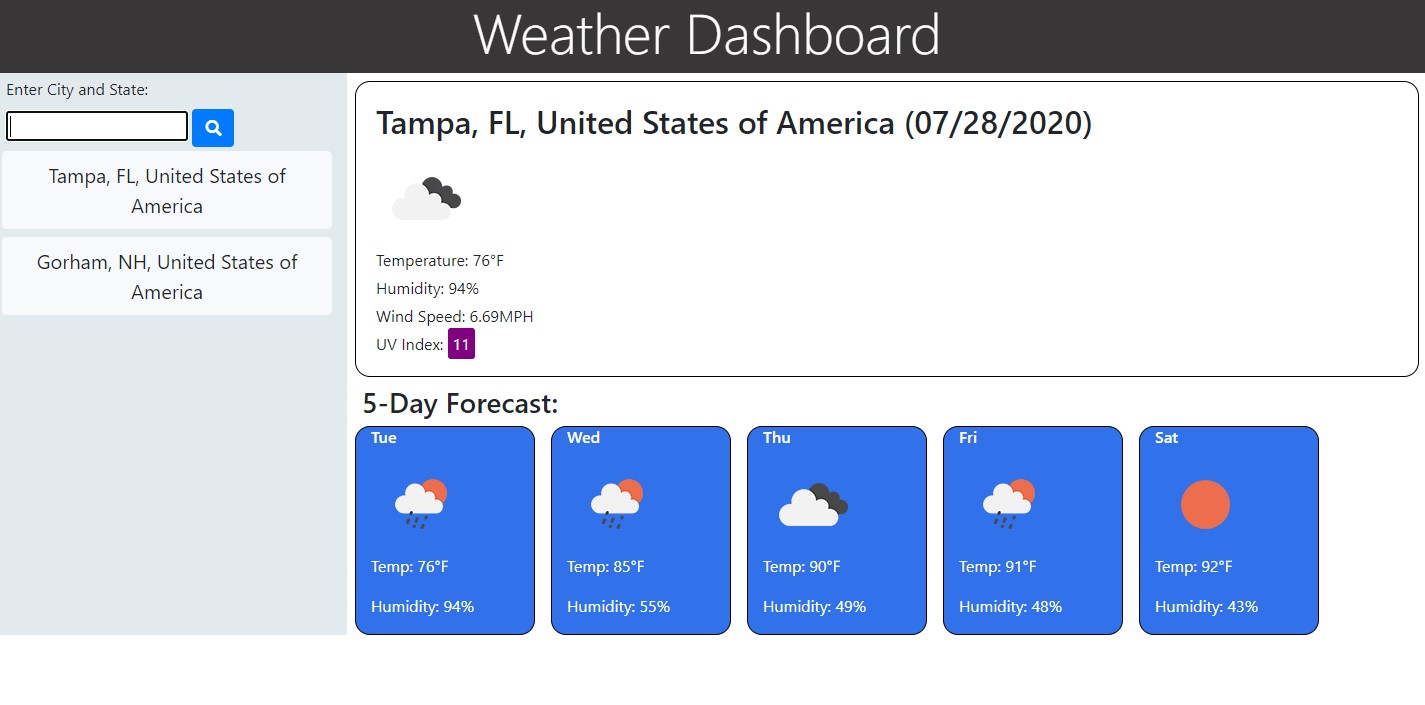 Weather Dashboard
Enter City and State:
Tampa, FL, United States of
America
Gorham, NH, United States of
America
Tampa, FL, United States of America (07/28/2020)
Temperature: 76°F
Humidity: 94%
Wind Speed: 6.69MPH
UV Index: 11
5-Day Forecast:
Tue
Temp: 76°F
Humidity: 94%
Wed
Temp: 85°F
Humidity: 55%
Thu
Temp: 90°F
Humidity: 49%
Fri
Temp: 91°F
Humidity: 48%
Sat
Temp: 92°F
Humidity: 43%